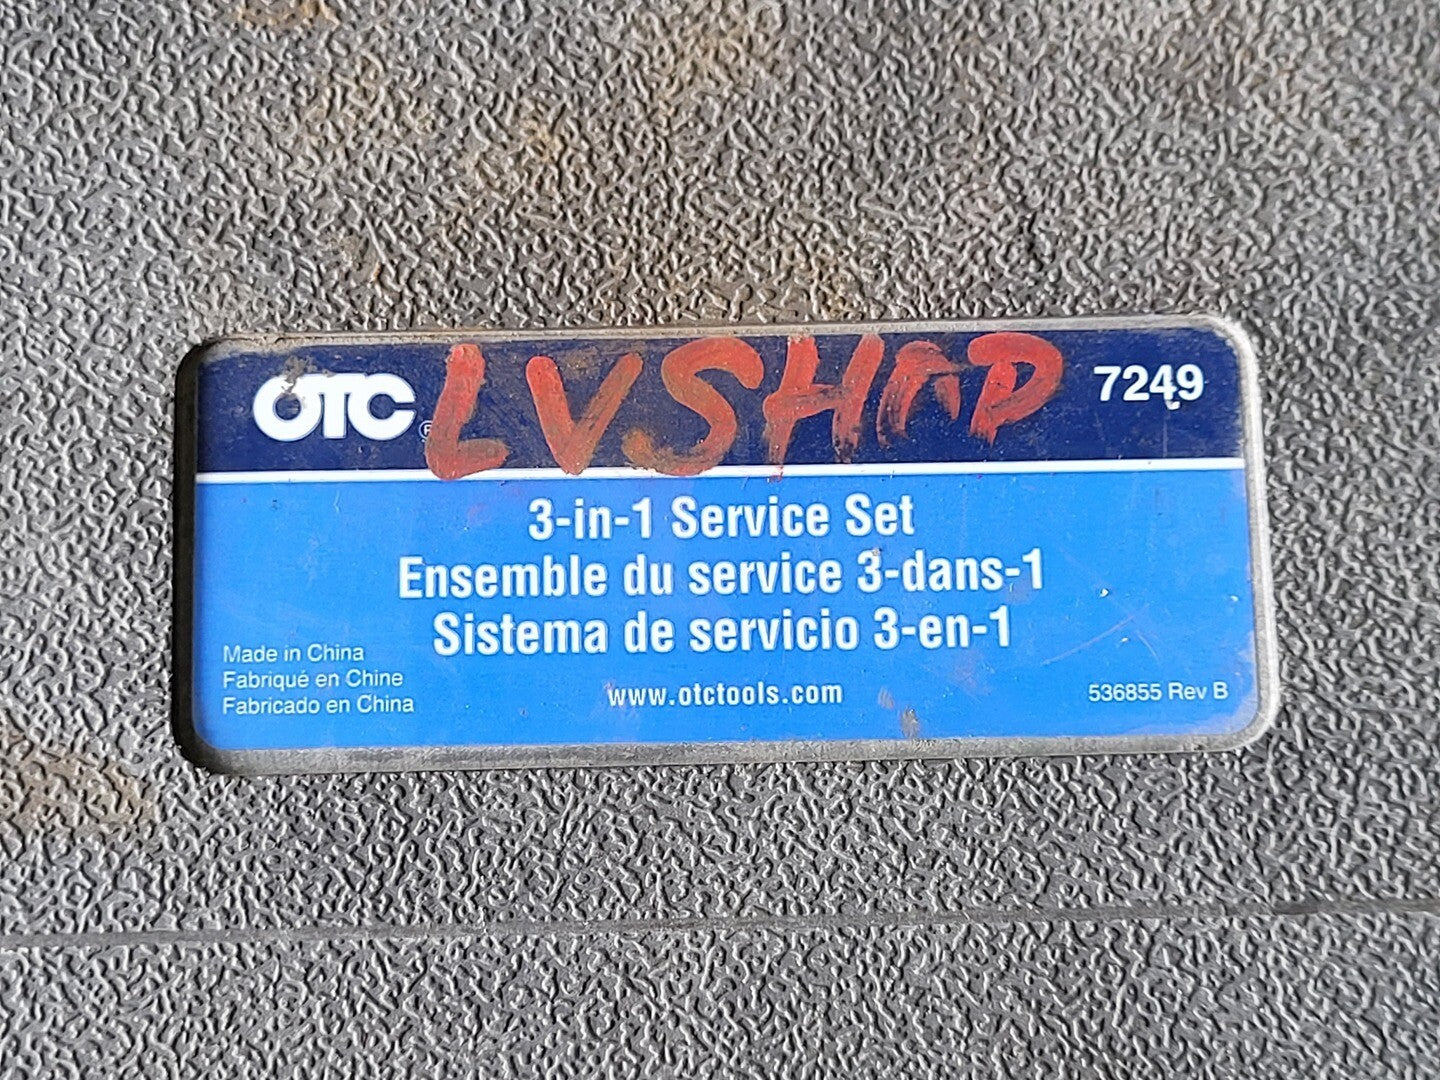 OTC® LVSHOP 7249
3-in-1 Service Set
Ensemble du service 3-dans-1
Sistema de servicio 3-en-1
Made in China
Fabriqué en Chine
Fabricado en China
www.otctools.com
536855 Rev B